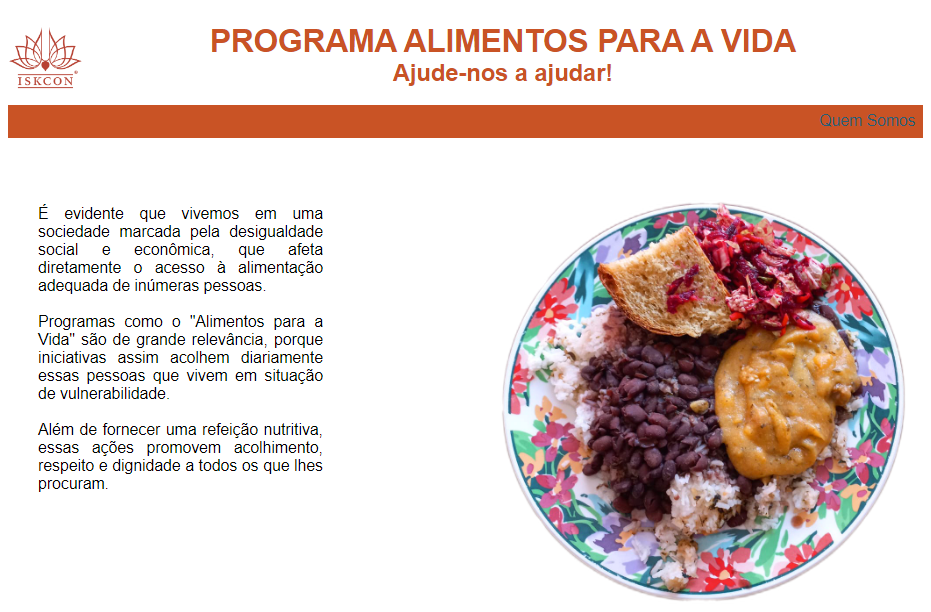 ISKCON®
PROGRAMA ALIMENTOS PARA A VIDA
Ajude-nos a ajudar!
Quem Somos
É evidente que vivemos em uma
sociedade marcada pela desigualdade
social e econômica, que afeta
diretamente o acesso à alimentação
adequada de inúmeras pessoas.
Programas como o "Alimentos para a
Vida" são de grande relevância, porque
iniciativas assim acolhem diariamente
essas pessoas que vivem em situação
de vulnerabilidade.
Além de fornecer uma refeição nutritiva,
essas ações promovem acolhimento,
respeito e dignidade a todos os que lhes
procuram.